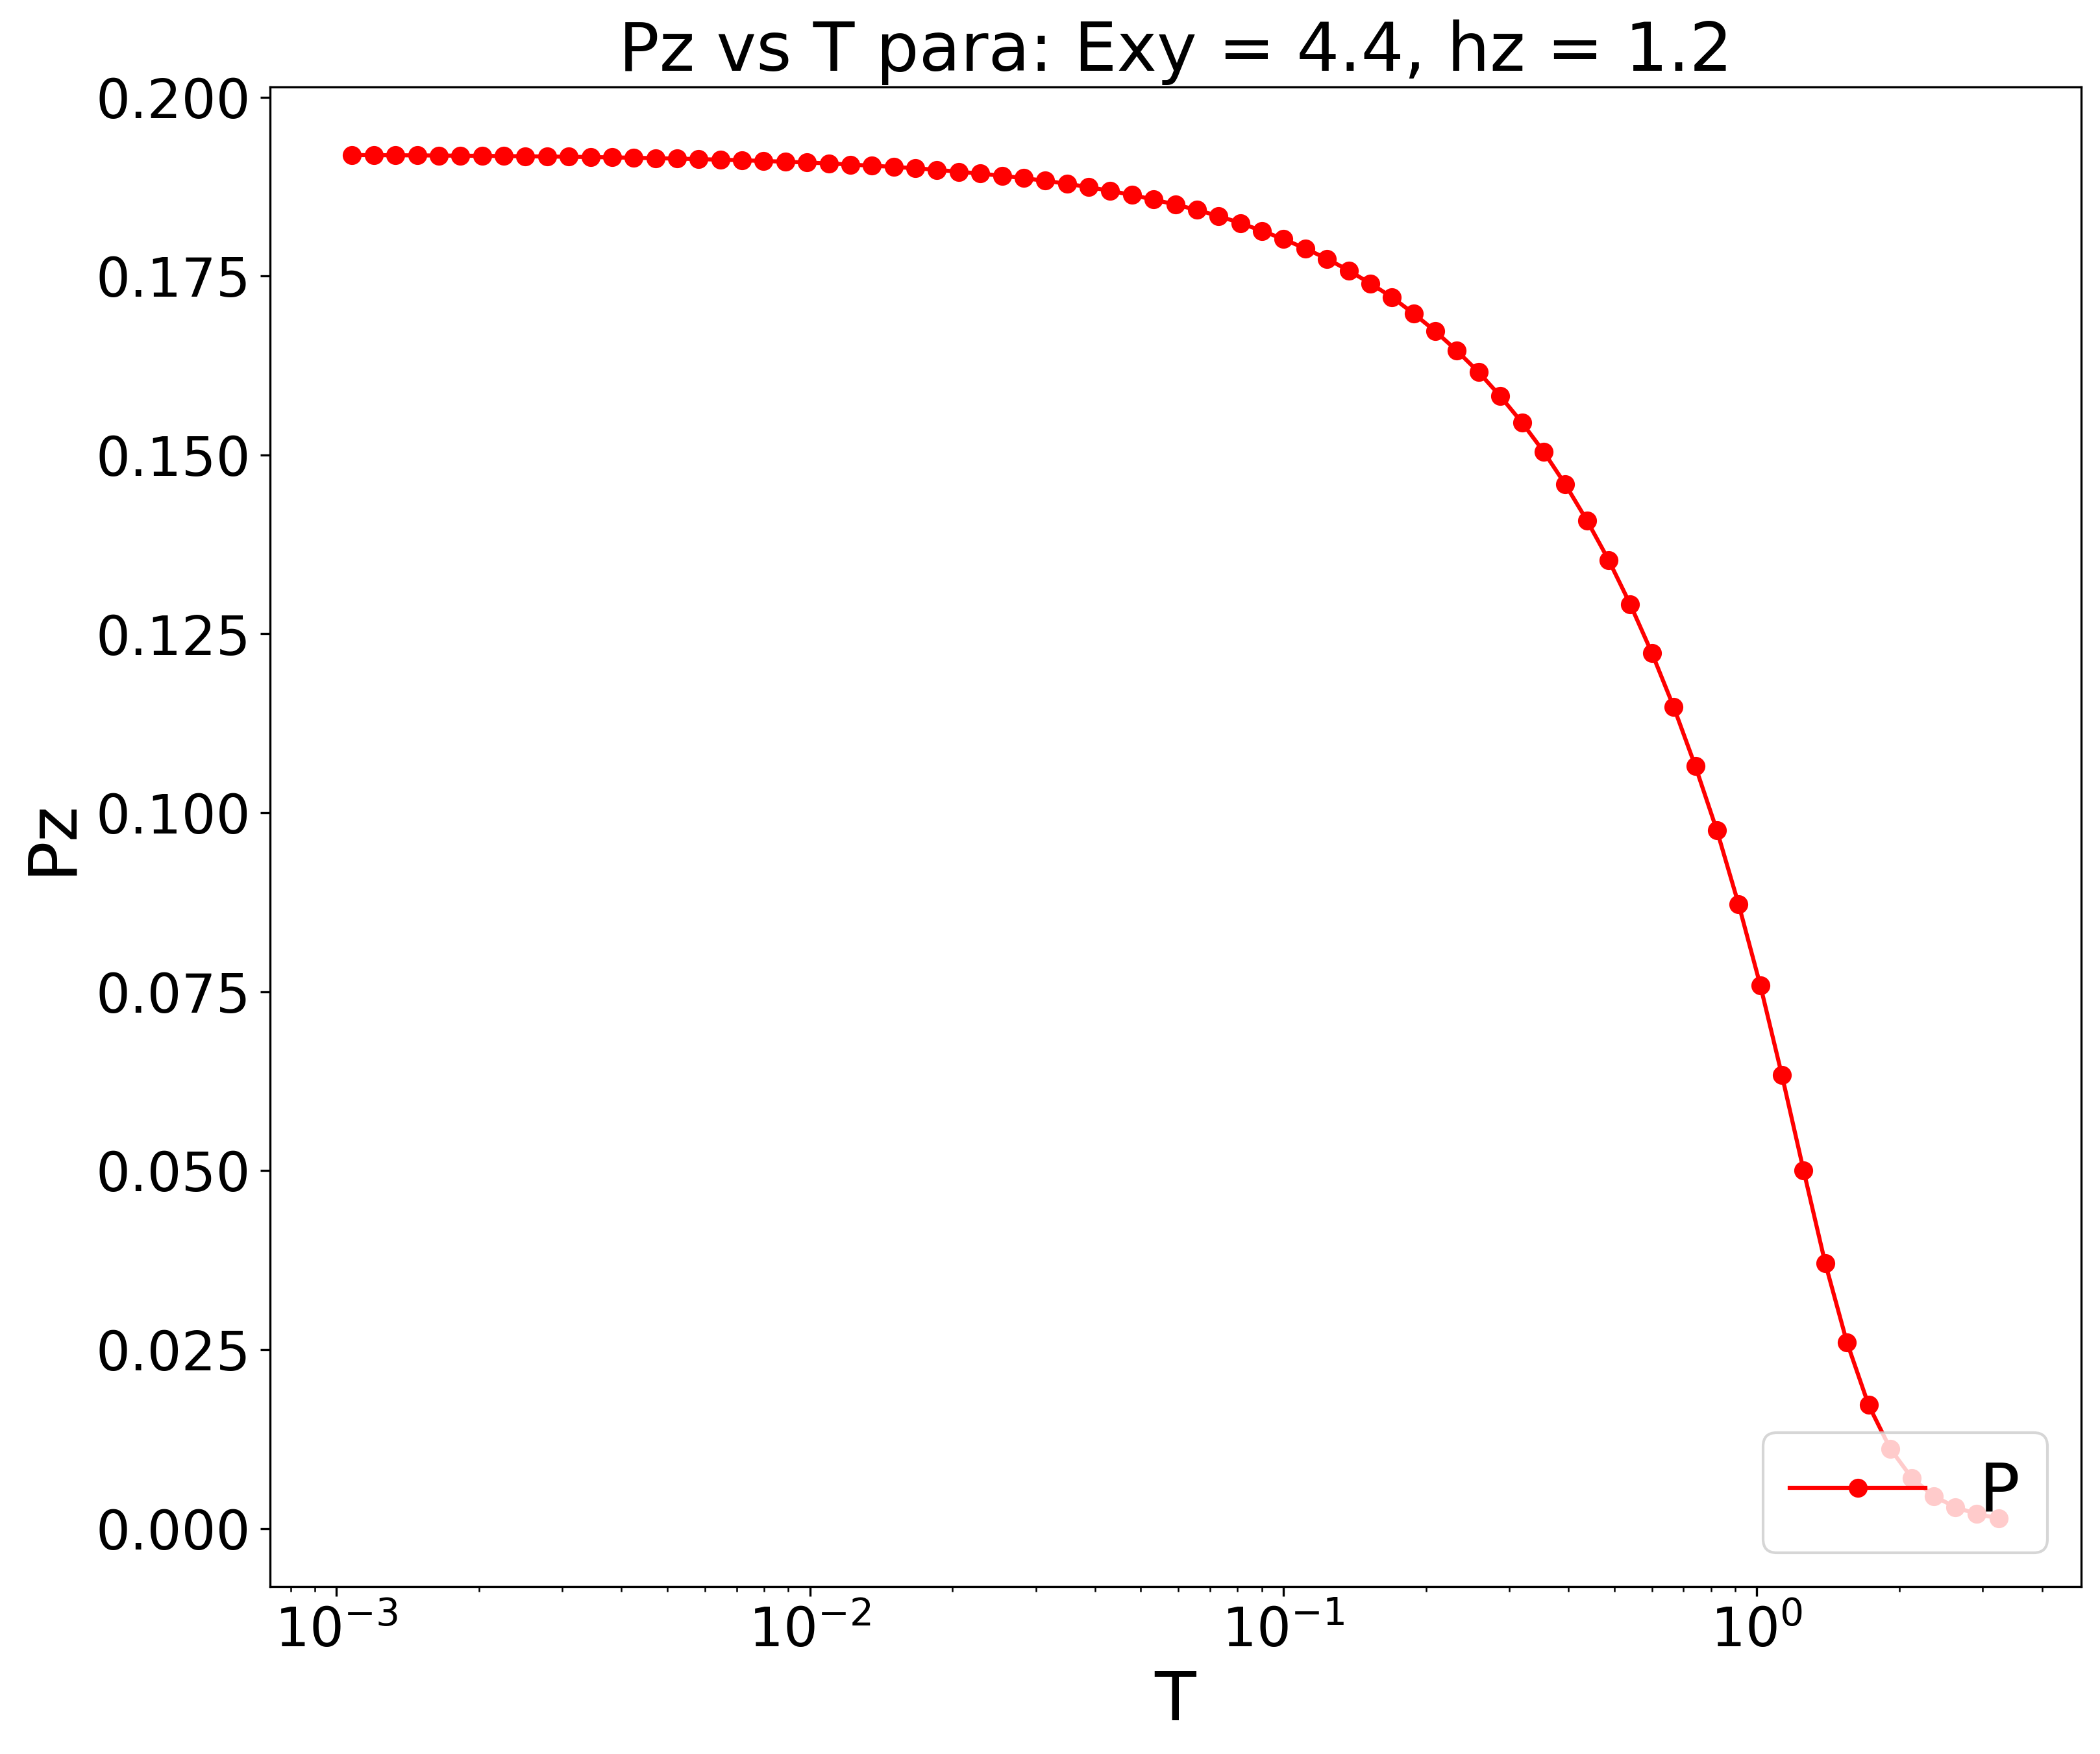 Pz vs T para: Exy = 4.4, hz = 1.2
0.200
0.175
0.150
0.125
0.100
0.075
0.050
0.025
0.000
Pz
P
10⁻³ 10⁻² 10⁻¹ 10⁰
T